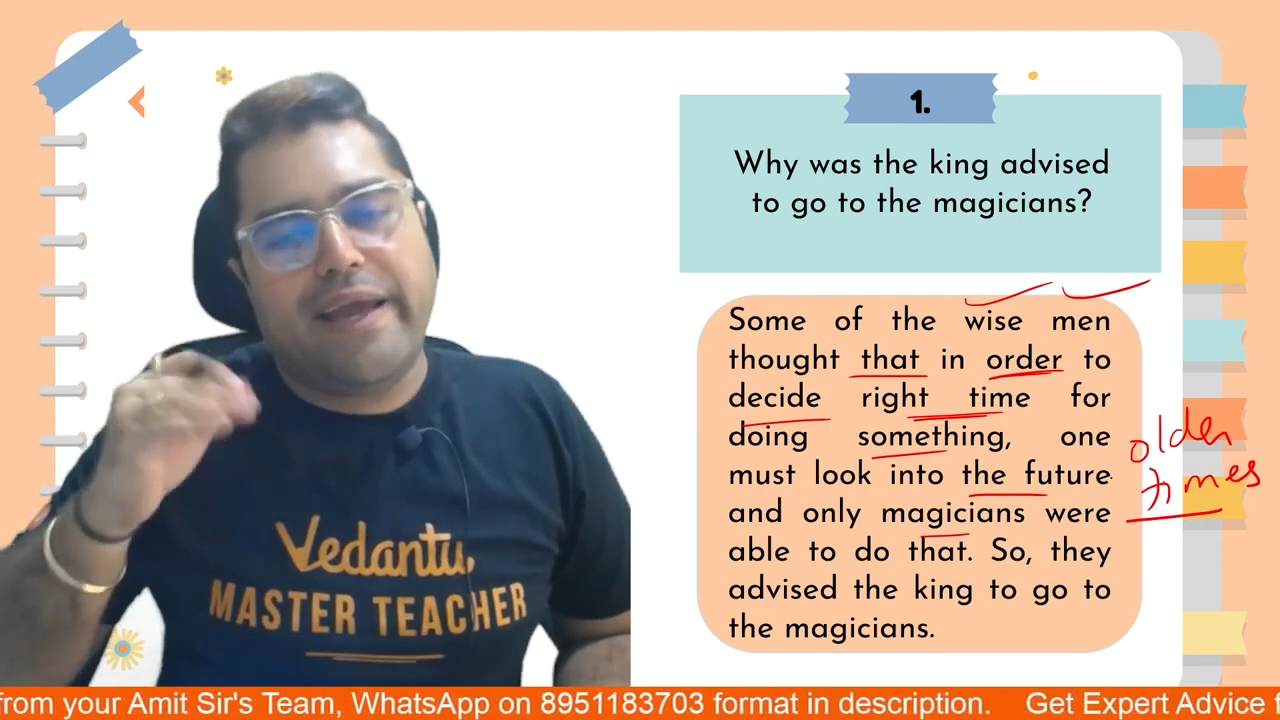 1.
Why was the king advised
to go to the magicians?
Some of the wise men
thought that in order to
decide right time for
doing something, one
must look into the future
and only magicians were
able to do that. So, they
advised the king to go to
the magicians.
older
times
Vedantu
MASTER TEACHER
from your Amit Sir's Team, WhatsApp on 8951183703 format in description. Get Expert Advice